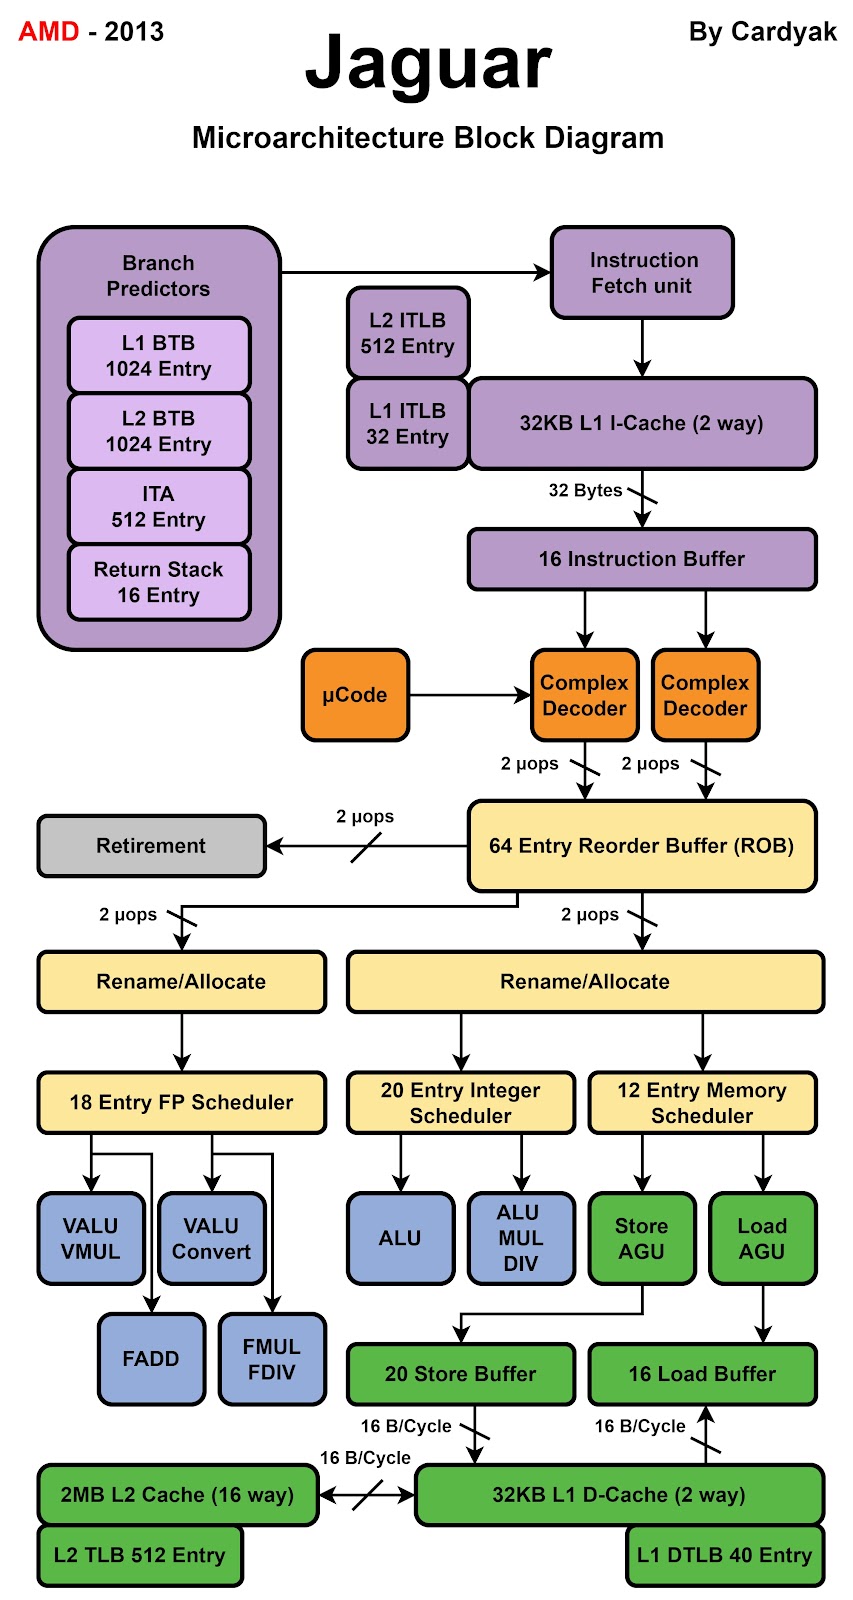 AMD - 2013
By Cardyak
Jaguar
Microarchitecture Block Diagram
Branch
Predictors
L1 BTB
1024 Entry
L2 BTB
1024 Entry
ITA
512 Entry
Return Stack
16 Entry
Instruction
Fetch unit
L2 ITLB
512 Entry
L1 ITLB
32 Entry
32KB L1 I-Cache (2 way)
32 Bytes
16 Instruction Buffer
µCode
Complex
Decoder
Complex
Decoder
2 µops
2 µops
64 Entry Reorder Buffer (ROB)
2 µops
Retirement
2 µops
2 µops
Rename/Allocate
Rename/Allocate
18 Entry FP Scheduler
20 Entry Integer
Scheduler
12 Entry Memory
Scheduler
VALU
VMUL
VALU
Convert
ALU
ALU
MUL
DIV
Store
AGU
Load
AGU
FADD
FMUL
FDIV
20 Store Buffer
16 Load Buffer
16 B/Cycle
16 B/Cycle
16 B/Cycle
2MB L2 Cache (16 way)
32KB L1 D-Cache (2 way)
L2 TLB 512 Entry
L1 DTLB 40 Entry